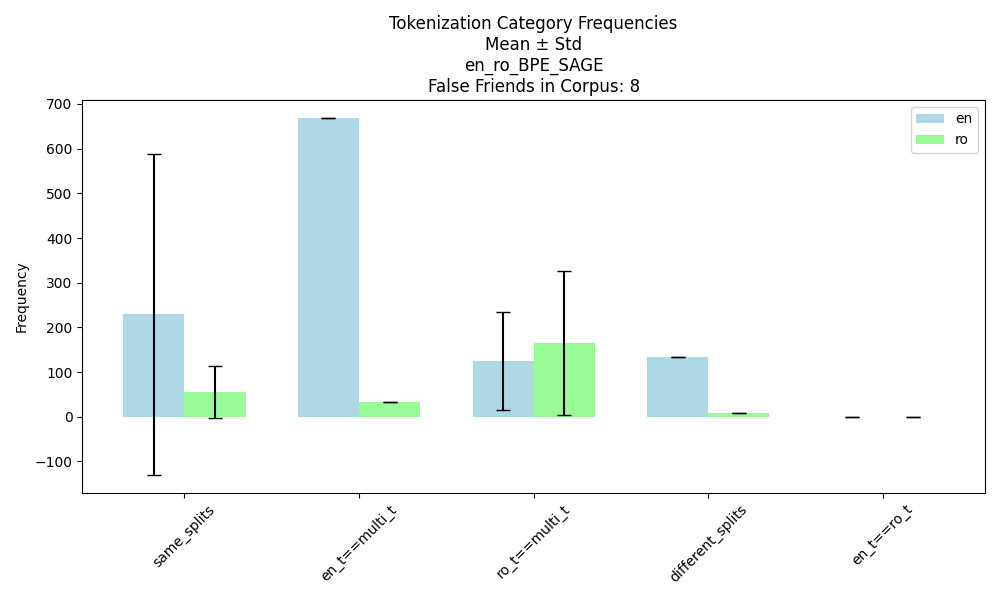 Tokenization Category Frequencies
Mean ± Std
en_ro_BPE_SAGE
False Friends in Corpus: 8
en
ro
Frequency
700
600
500
400
300
200
100
0
−100
same_splits
en_t==multi_t
ro_t==multi_t
different_splits
en_t==ro_t